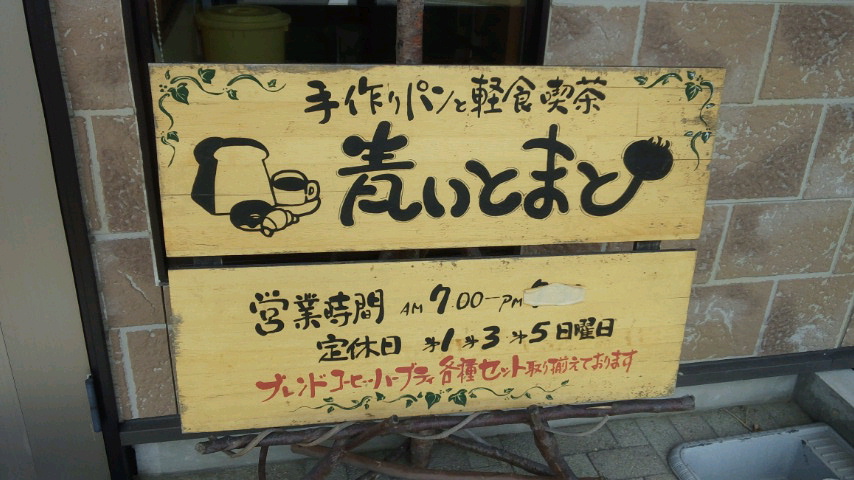 手作りパンと軽食喫茶
青いとまと
営業時間 AM 7.00-PM
定休日 第1第3第5日曜日
ブレンドコーヒーハーブティ各種セット取り揃えております